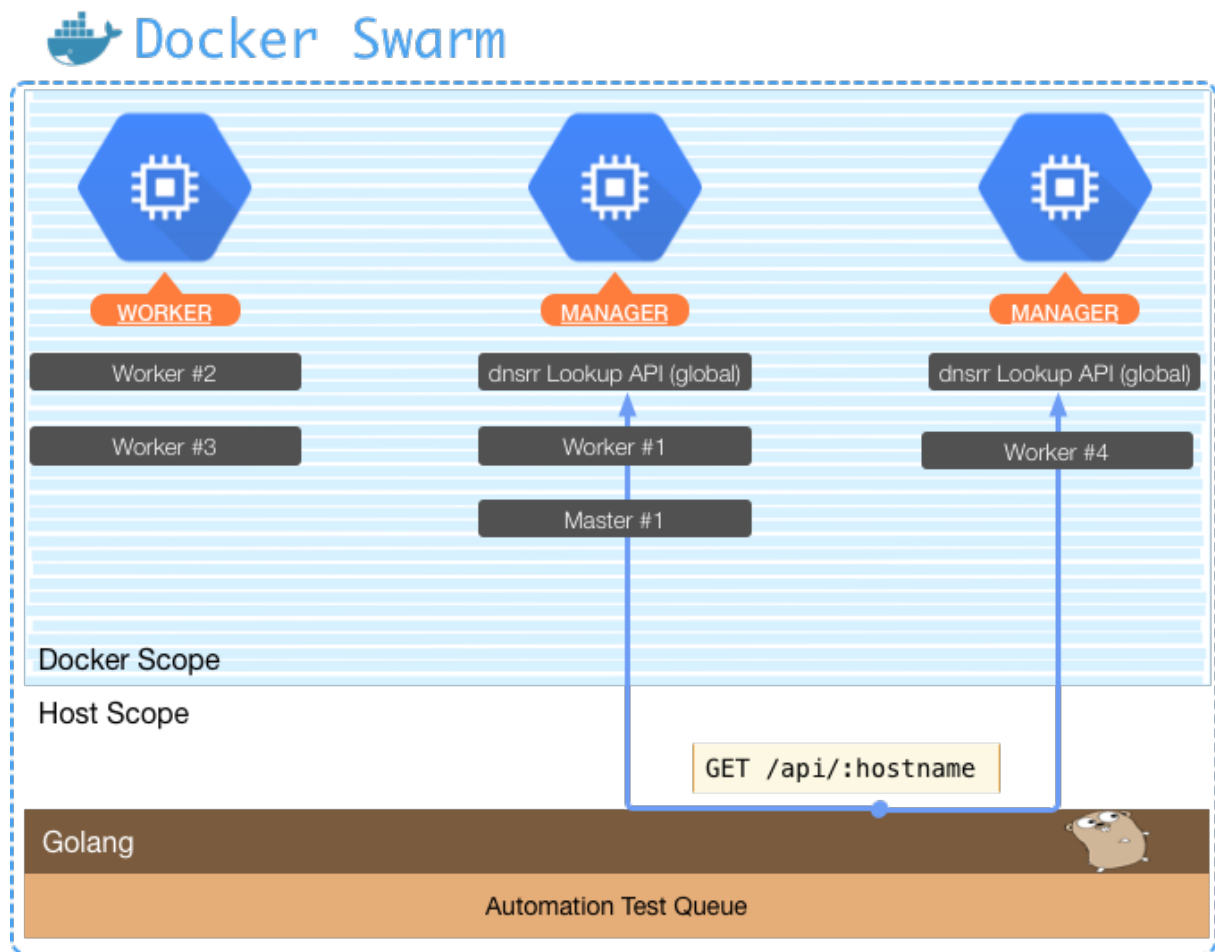 Docker Swarm
WORKER
MANAGER
MANAGER
Worker #2
dnsrr Lookup API (global)
dnsrr Lookup API (global)
Worker #3
Worker #1
Worker #4
Master #1
Docker Scope
Host Scope
GET /api/:hostname
Golang
Automation Test Queue